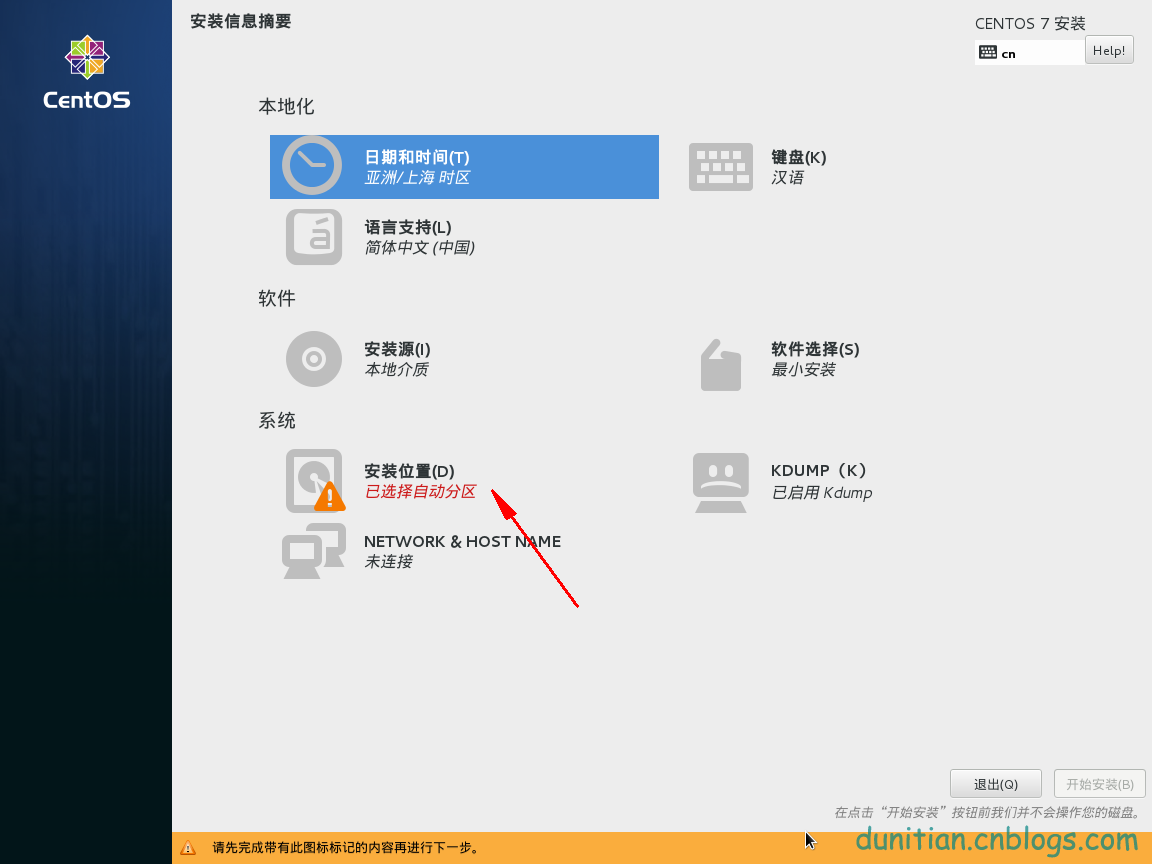 安装信息摘要
CENTOS 7 安装
cn
Help!
CentOS
本地化
日期和时间(T)
亚洲/上海 时区
键盘(K)
汉语
语言支持(L)
简体中文 (中国)
软件
安装源(I)
本地介质
软件选择(S)
最小安装
系统
安装位置(D)
已选择自动分区
KDUMP（K）
已启用 Kdump
NETWORK & HOST NAME
未连接
退出(Q)
开始安装(B)
在点击“开始安装”按钮前我们并不会操作您的磁盘。
请先完成带有此图标标记的内容再进行下一步。
dunitian.cnblogs.com